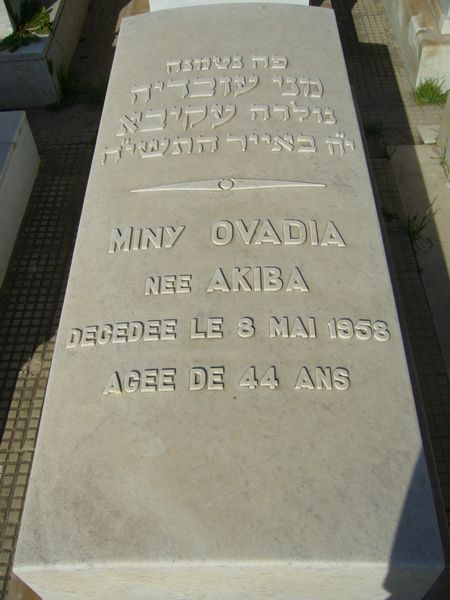 פה נשמנה
מני עובדיה
נולדה עקיבא
י״ח באייר התשי״ח
MINY OVADIA
NEE AKIBA
DECEDEE LE 8 MAI 1958
AGEE DE 44 ANS